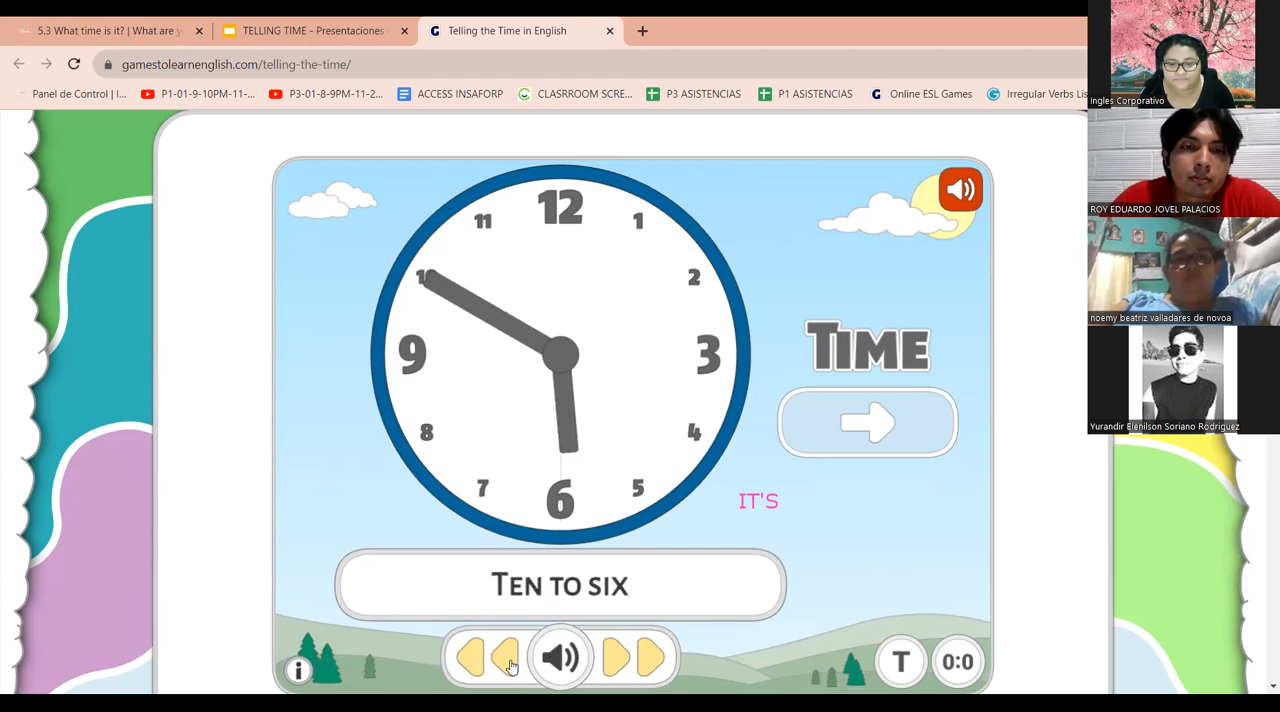 5.3 What time is it? | What are y
TELLING TIME - Presentaciones
Telling the Time in English
gamestolearnenglish.com/telling-the-time/
Panel de Control | I...
P1-01-9-10PM-11-...
P3-01-8-9PM-11-2...
ACCESS INSAFORP
CLASRROOM SCRE...
P3 ASISTENCIAS
P1 ASISTENCIAS
Online ESL Games
Irregular Verbs Li
Ingles Corporativo
ROY EDUARDO JOVEL PALACIOS
noemy beatriz valladares de novoa
Yurandir Elenilson Soriano Rodriguez
12
11
1
10
2
9
3
8
4
7
5
6
TIME
IT'S
TEN TO SIX
i
T
0:0